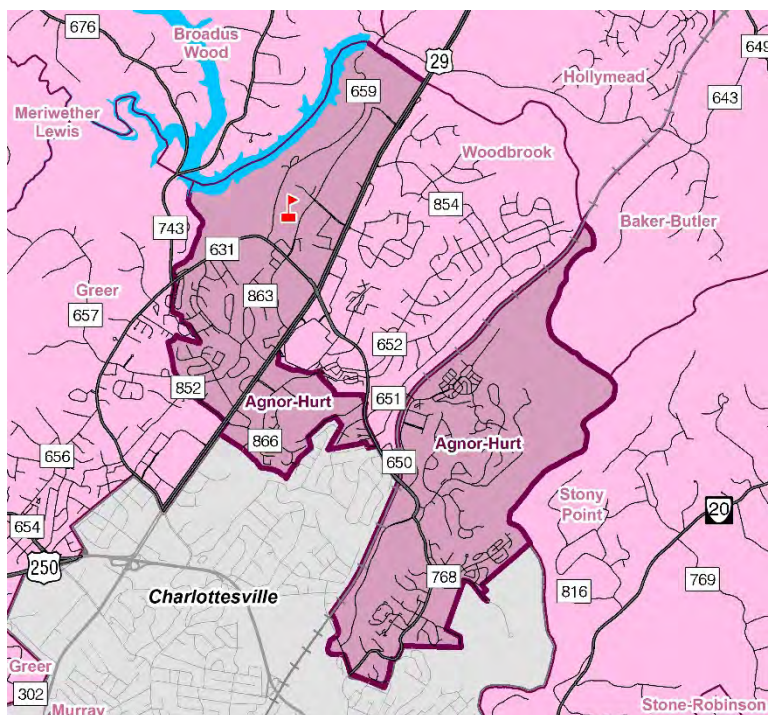 676
Broadus
Wood
29
649
659
Hollymead
643
Meriwether
Lewis
Woodbrook
854
743
631
Baker-Butler
Greer
863
657
652
852
651
Agnor-Hurt
866
Agnor-Hurt
656
650
Stony
Point
654
20
250
768
Charlottesville
816
769
Greer
302
Murray
Stone-Robinson